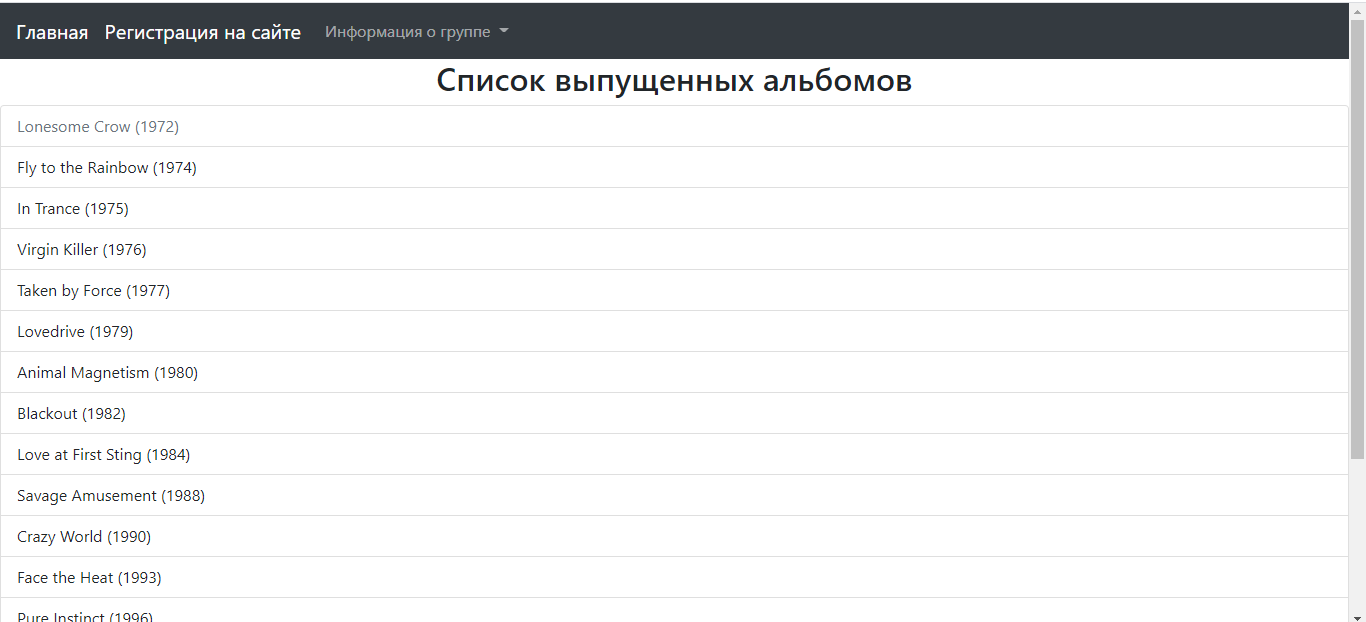 Главная Регистрация на сайте Информация о группе
Список выпущенных альбомов
Lonesome Crow (1972)
Fly to the Rainbow (1974)
In Trance (1975)
Virgin Killer (1976)
Taken by Force (1977)
Lovedrive (1979)
Animal Magnetism (1980)
Blackout (1982)
Love at First Sting (1984)
Savage Amusement (1988)
Crazy World (1990)
Face the Heat (1993)
Pure Instinct (1996)